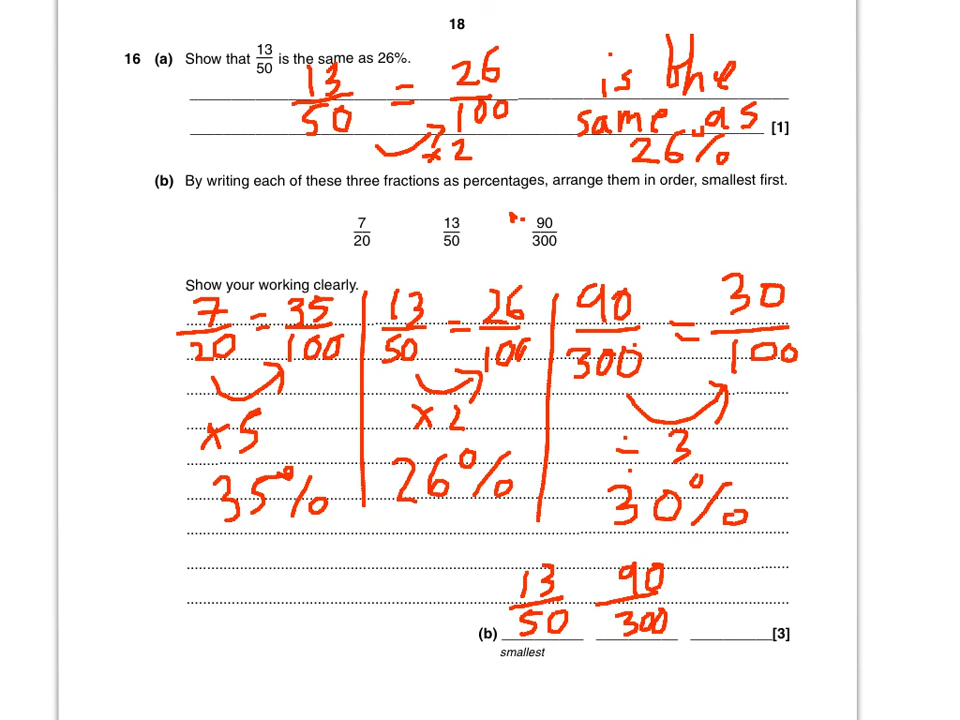 18
16 (a) Show that 13/50 is the same as 26%.
13/50 = 26/100 is the
same as [1]
× 2 26%
(b) By writing each of these three fractions as percentages, arrange them in order, smallest first.
7/20 13/50 90/300
Show your working clearly.
7/20 = 35/100 13/50 = 26/100 90/300 = 30/100
×5 ×2 ÷ 3
35% 26% 30%
(b) 13/50 90/300 [3]
smallest